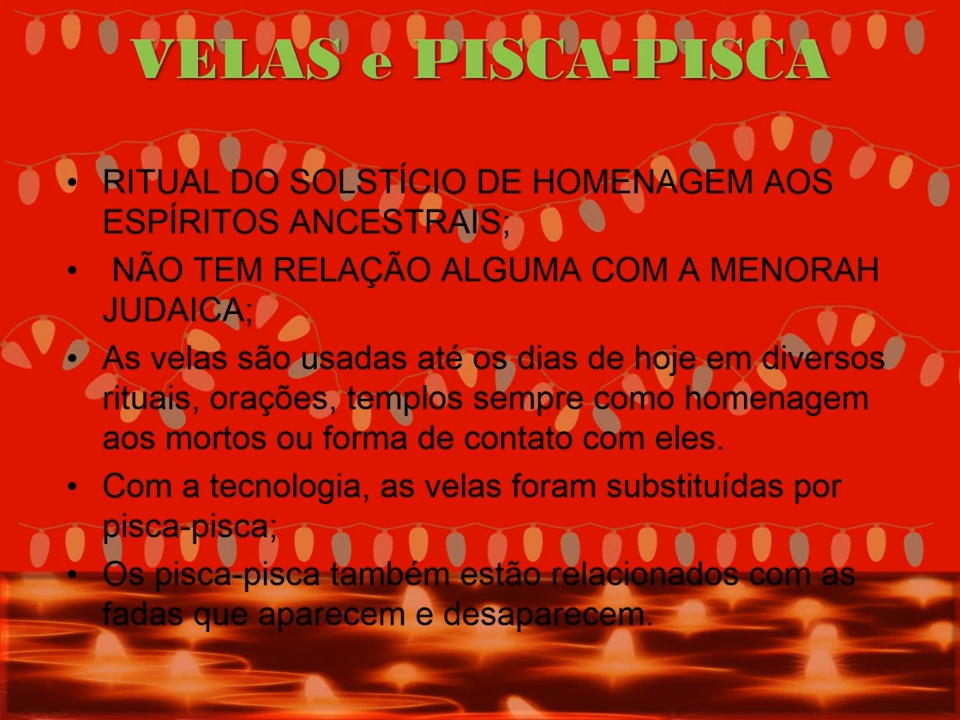 VELAS e PISCA-PISCA
• RITUAL DO SOLSTÍCIO DE HOMENAGEM AOS
ESPÍRITOS ANCESTRAIS;
• NÃO TEM RELAÇÃO ALGUMA COM A MENORAH
JUDAICA;
• As velas são usadas até os dias de hoje em diversos
rituais, orações, templos sempre como homenagem
aos mortos ou forma de contato com eles.
• Com a tecnologia, as velas foram substituídas por
pisca-pisca;
• Os pisca-pisca também estão relacionados com as
fadas que aparecem e desaparecem.